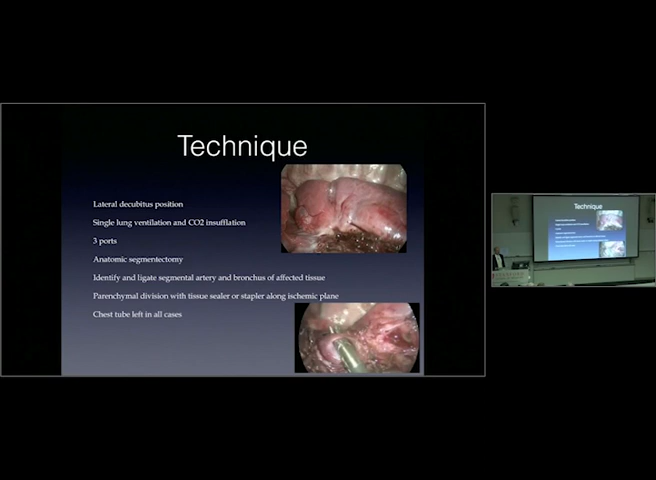 Technique
Lateral decubitus position
Single lung ventilation and CO2 insufflation
3 ports
Anatomic segmentectomy
Identify and ligate segmental artery and bronchus of affected tissue
Parenchymal division with tissue sealer or stapler along ischemic plane
Chest tube left in all cases
Technique